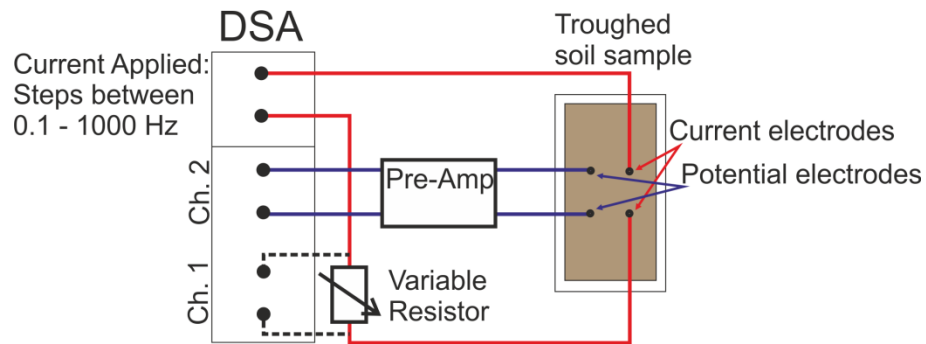 DSA
Current Applied:
Steps between
0.1 - 1000 Hz
Troughed
soil sample
Current electrodes
Ch. 2
Pre-Amp
Potential electrodes
Ch. 1
Variable
Resistor